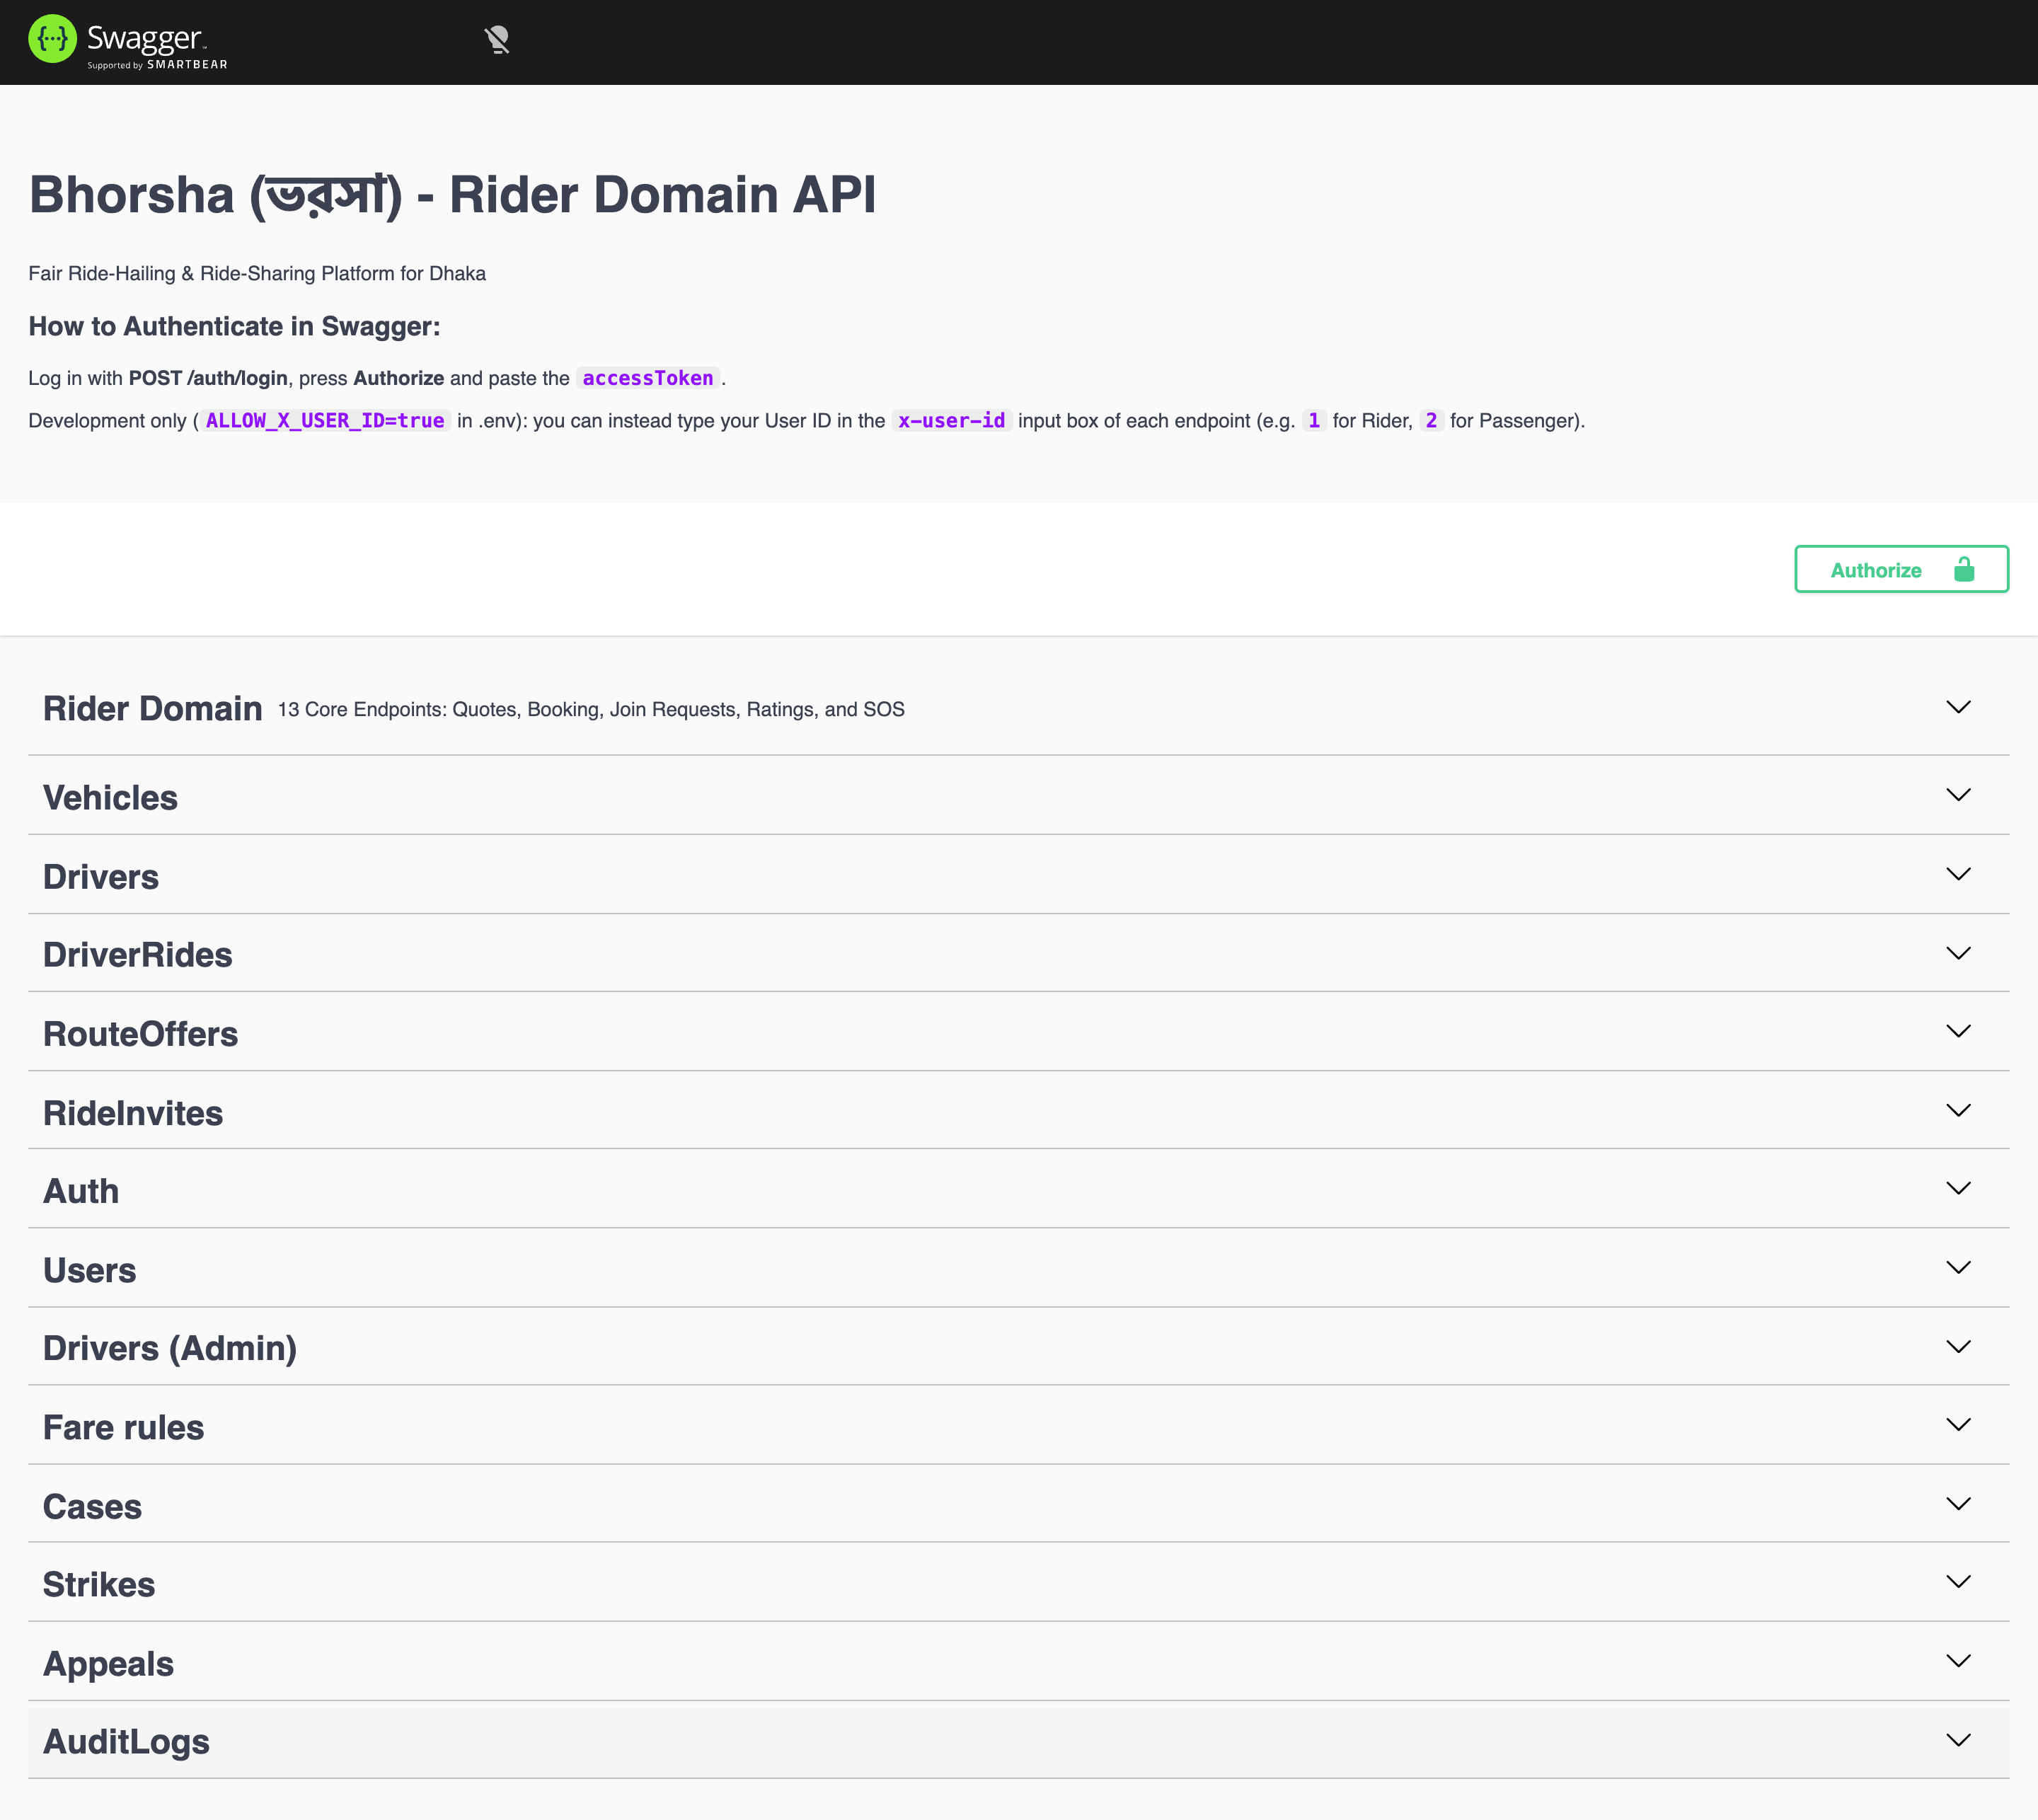 Swagger
Supported by SMARTBEAR
Bhorsha (ভরসা) - Rider Domain API
Fair Ride-Hailing & Ride-Sharing Platform for Dhaka
How to Authenticate in Swagger:
Log in with POST /auth/login, press Authorize and paste the accessToken.
Development only (ALLOW_X_USER_ID=true in .env): you can instead type your User ID in the x-user-id input box of each endpoint (e.g. 1 for Rider, 2 for Passenger).
Authorize
Rider Domain 13 Core Endpoints: Quotes, Booking, Join Requests, Ratings, and SOS
Vehicles
Drivers
DriverRides
RouteOffers
RideInvites
Auth
Users
Drivers (Admin)
Fare rules
Cases
Strikes
Appeals
AuditLogs